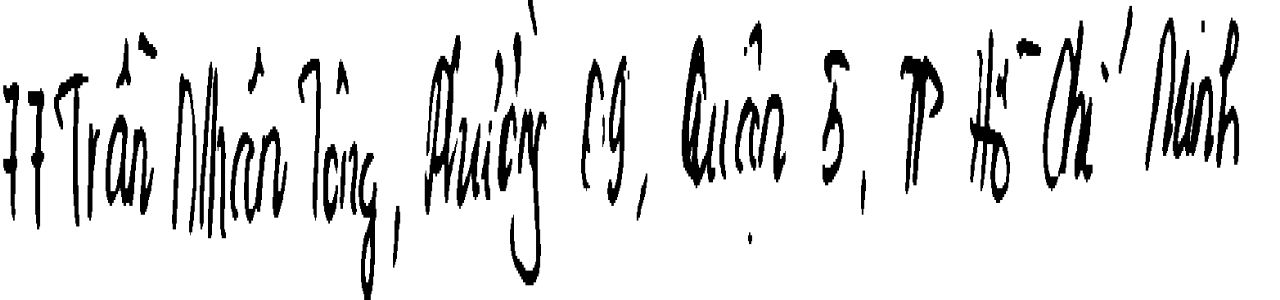 77 Trần Nhân Tông, Phường 09, Quận 5, TP Hồ Chí Minh